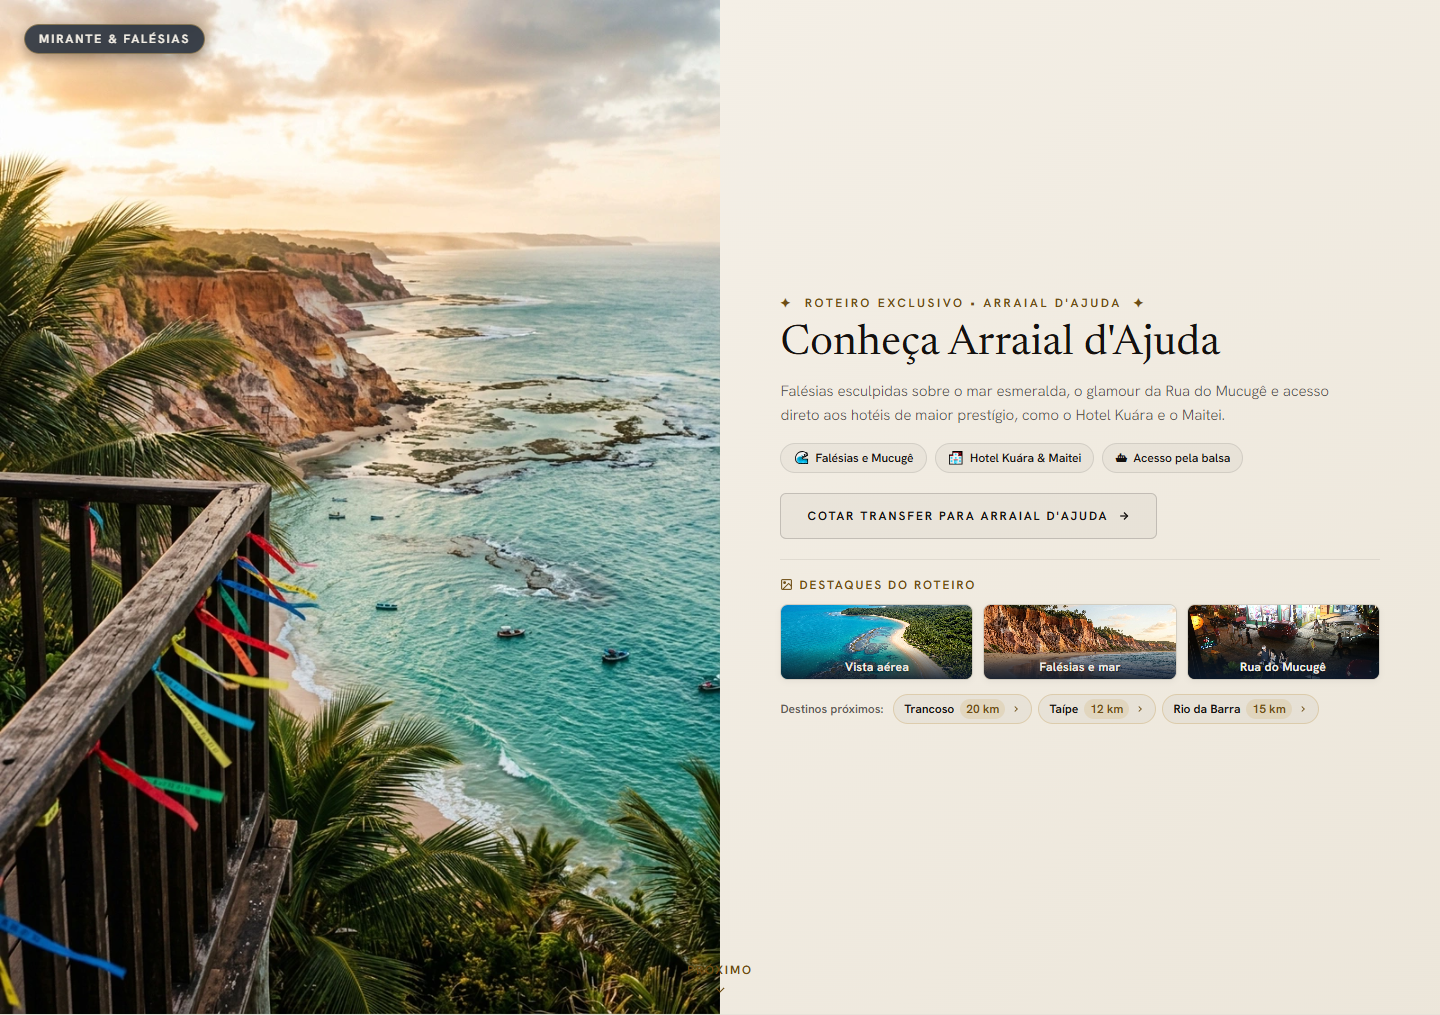 MIRANTE & FALÉSIAS
✦ ROTEIRO EXCLUSIVO • ARRAIAL D'AJUDA ✦
Conheça Arraial d'Ajuda
Falésias esculpidas sobre o mar esmeralda, o glamour da Rua do Mucugê e acesso
direto aos hotéis de maior prestígio, como o Hotel Kuára e o Maitei.
Falésias e Mucugê
Hotel Kuára & Maitei
Acesso pela balsa
COTAR TRANSFER PARA ARRAIAL D'AJUDA →
DESTAQUES DO ROTEIRO
Vista aérea
Falésias e mar
Rua do Mucugê
Destinos próximos: Trancoso 20 km › Taípe 12 km › Rio da Barra 15 km ›
PRÓXIMO